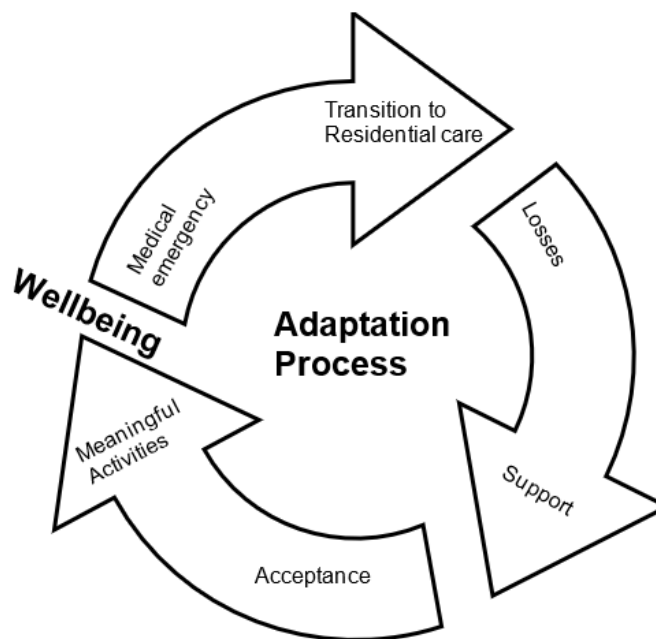 Transition to
Residential care
Medical
emergency
Losses
Wellbeing
Adaptation
Process
Meaningful
Activities
Support
Acceptance